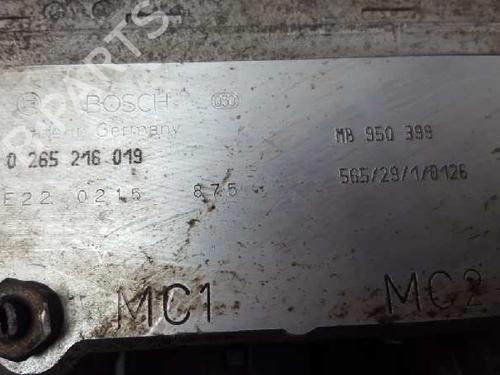 BOSCH
Germany
0 265 216 019
MB 950 399
565/29/1/0126
E22 0215 875
MC1 MC2